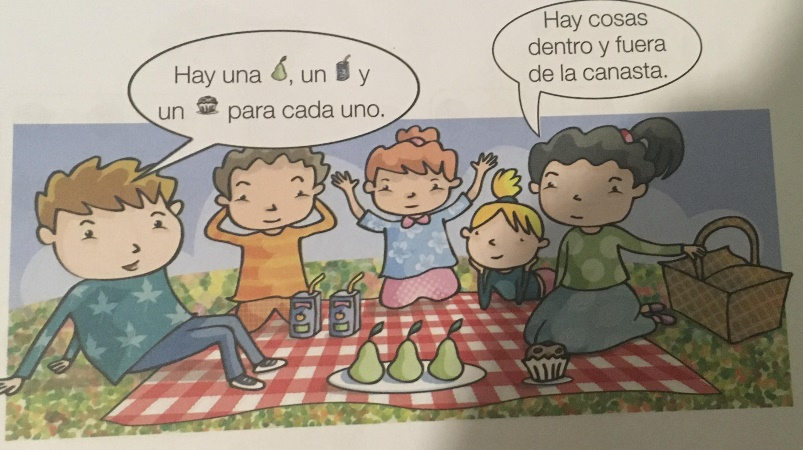 Hay una , un y
un para cada uno.
Hay cosas
dentro y fuera
de la canasta.